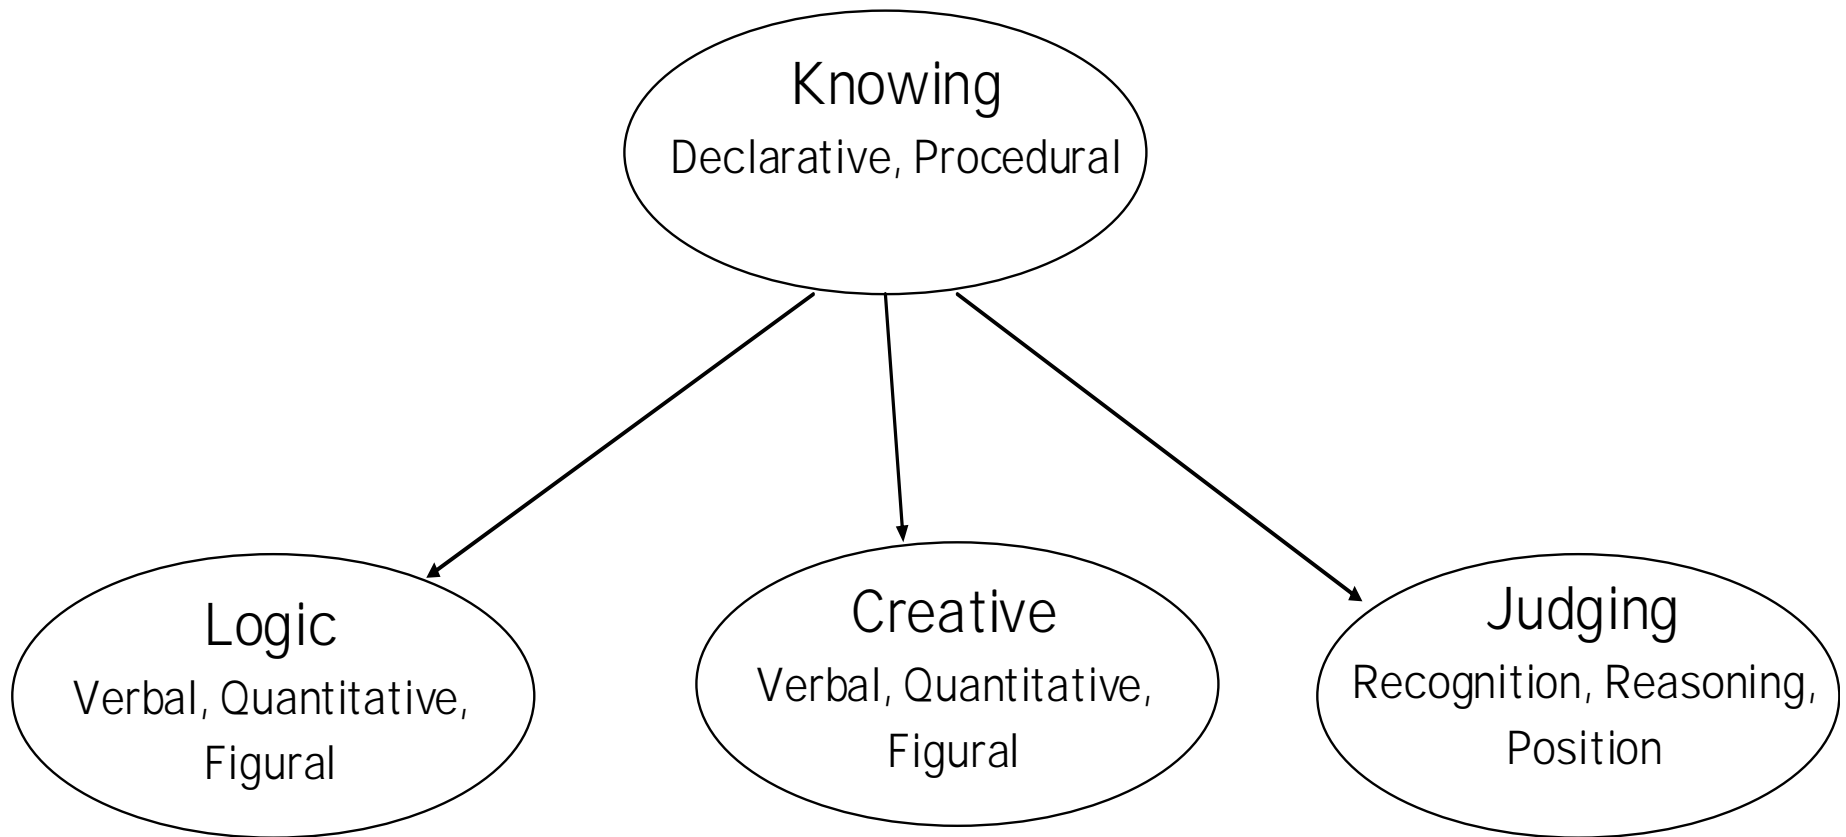 Knowing
Declarative, Procedural
Logic
Verbal, Quantitative,
Figural
Creative
Verbal, Quantitative,
Figural
Judging
Recognition, Reasoning,
Position